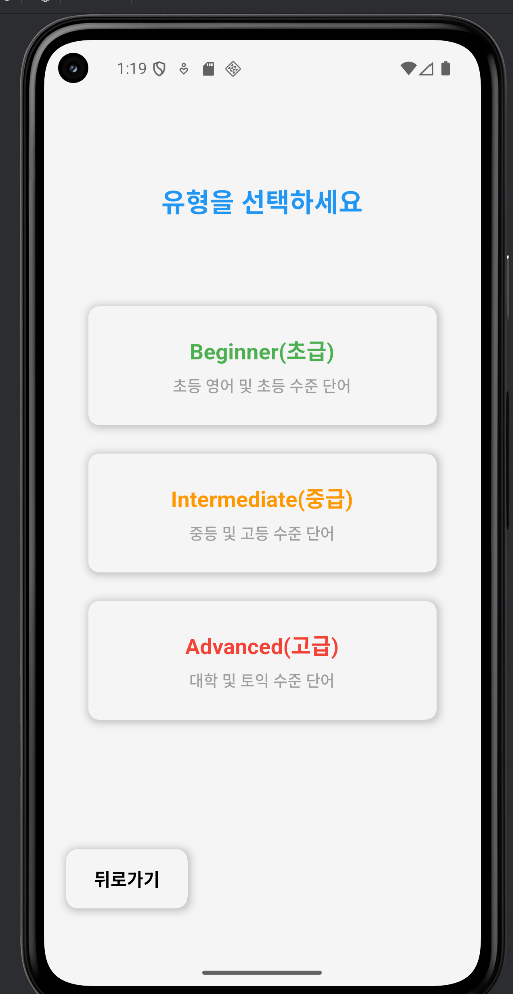 1:19
유형을 선택하세요
Beginner(초급)
초등 영어 및 초등 수준 단어
Intermediate(중급)
중등 및 고등 수준 단어
Advanced(고급)
대학 및 토익 수준 단어
뒤로가기